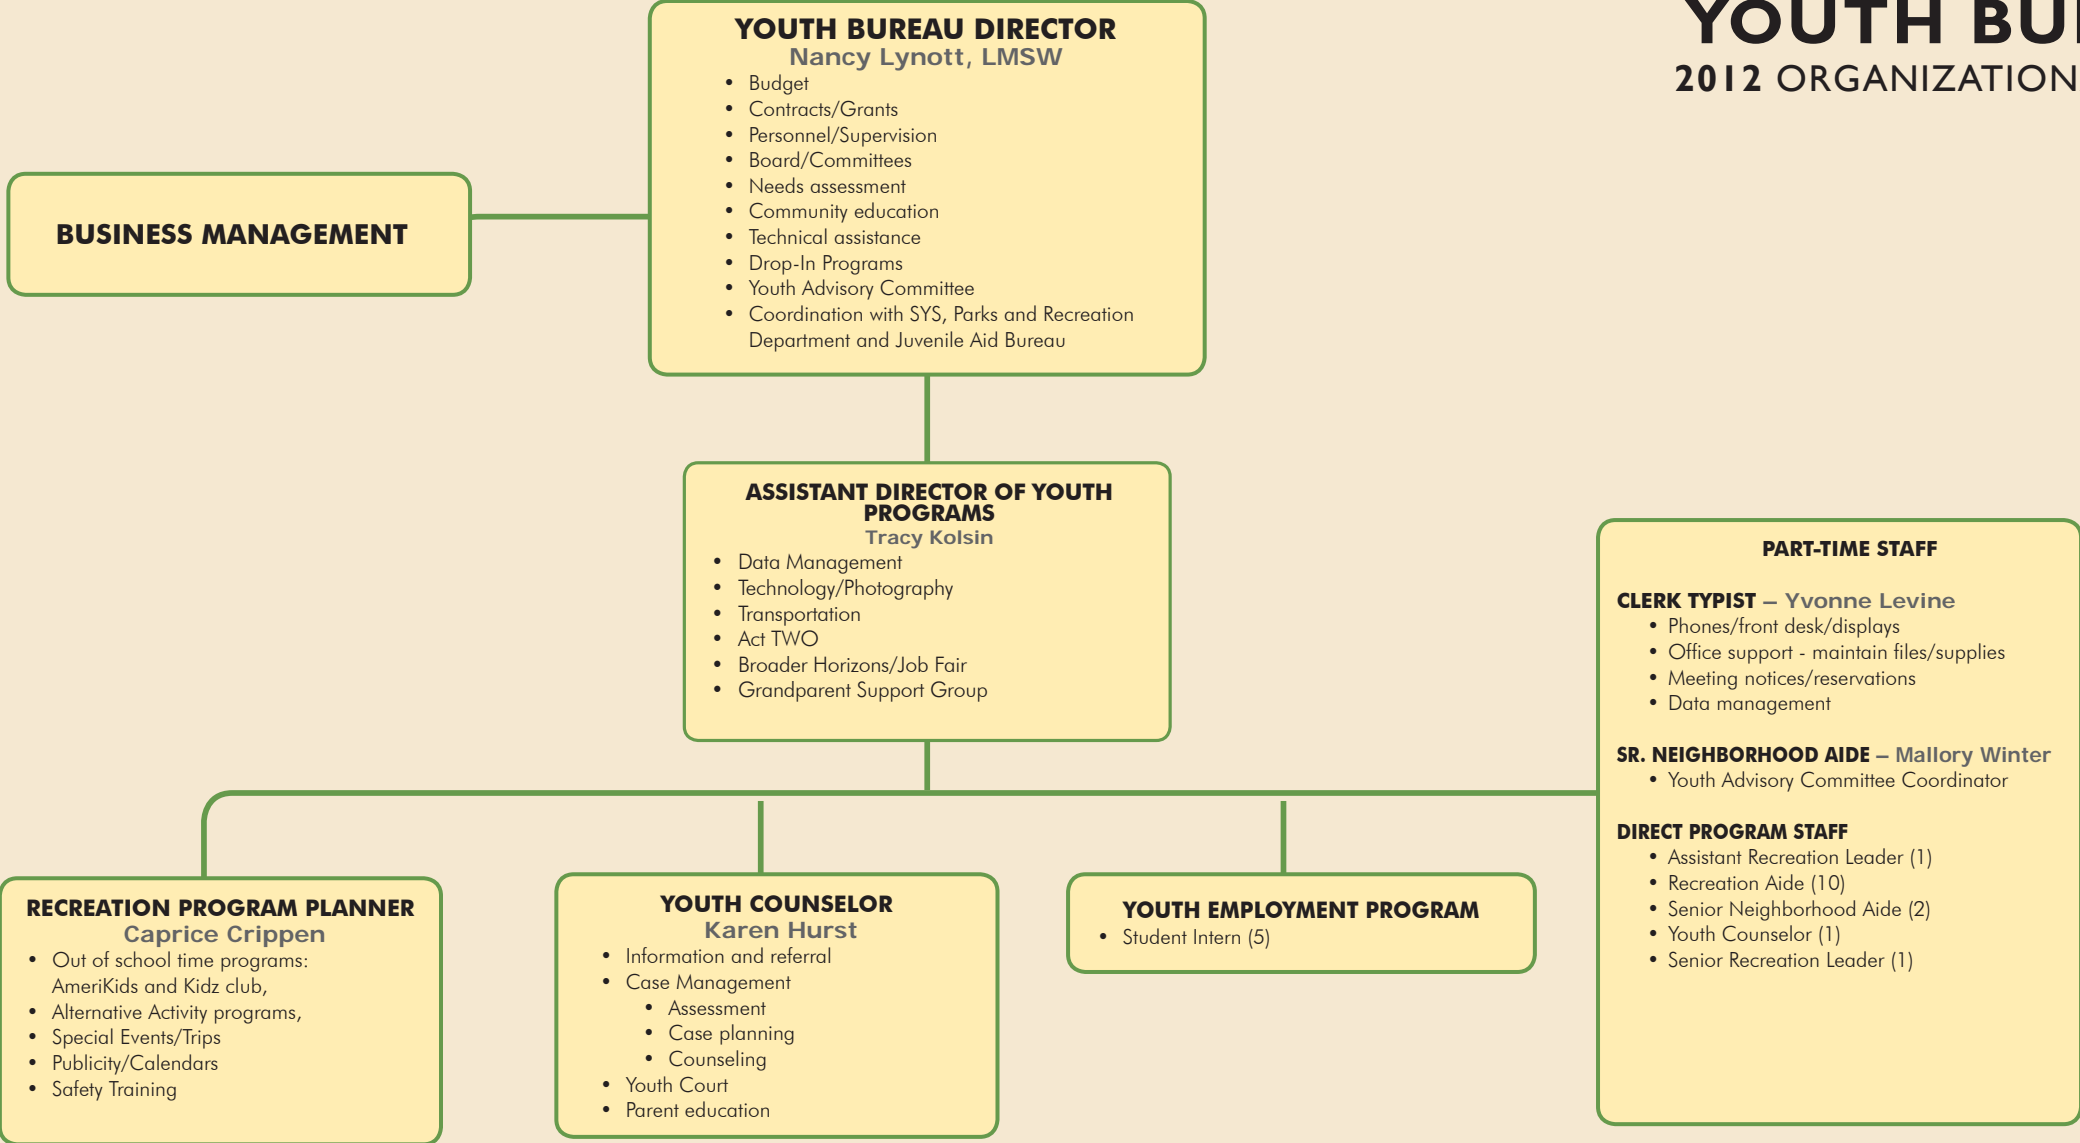 YOUTH BU
2012 ORGANIZATION
YOUTH BUREAU DIRECTOR
Nancy Lynott, LMSW
• Budget
• Contracts/Grants
• Personnel/Supervision
• Board/Committees
• Needs assessment
• Community education
• Technical assistance
• Drop-In Programs
• Youth Advisory Committee
• Coordination with SYS, Parks and Recreation
Department and Juvenile Aid Bureau
BUSINESS MANAGEMENT
ASSISTANT DIRECTOR OF YOUTH
PROGRAMS
Tracy Kolsin
• Data Management
• Technology/Photography
• Transportation
• Act TWO
• Broader Horizons/Job Fair
• Grandparent Support Group
PART-TIME STAFF
CLERK TYPIST – Yvonne Levine
• Phones/front desk/displays
• Office support - maintain files/supplies
• Meeting notices/reservations
• Data management
SR. NEIGHBORHOOD AIDE – Mallory Winter
• Youth Advisory Committee Coordinator
DIRECT PROGRAM STAFF
• Assistant Recreation Leader (1)
• Recreation Aide (10)
• Senior Neighborhood Aide (2)
• Youth Counselor (1)
• Senior Recreation Leader (1)
RECREATION PROGRAM PLANNER
Caprice Crippen
• Out of school time programs:
AmeriKids and Kidz club,
• Alternative Activity programs,
• Special Events/Trips
• Publicity/Calendars
• Safety Training
YOUTH COUNSELOR
Karen Hurst
• Information and referral
• Case Management
• Assessment
• Case planning
• Counseling
• Youth Court
• Parent education
YOUTH EMPLOYMENT PROGRAM
• Student Intern (5)